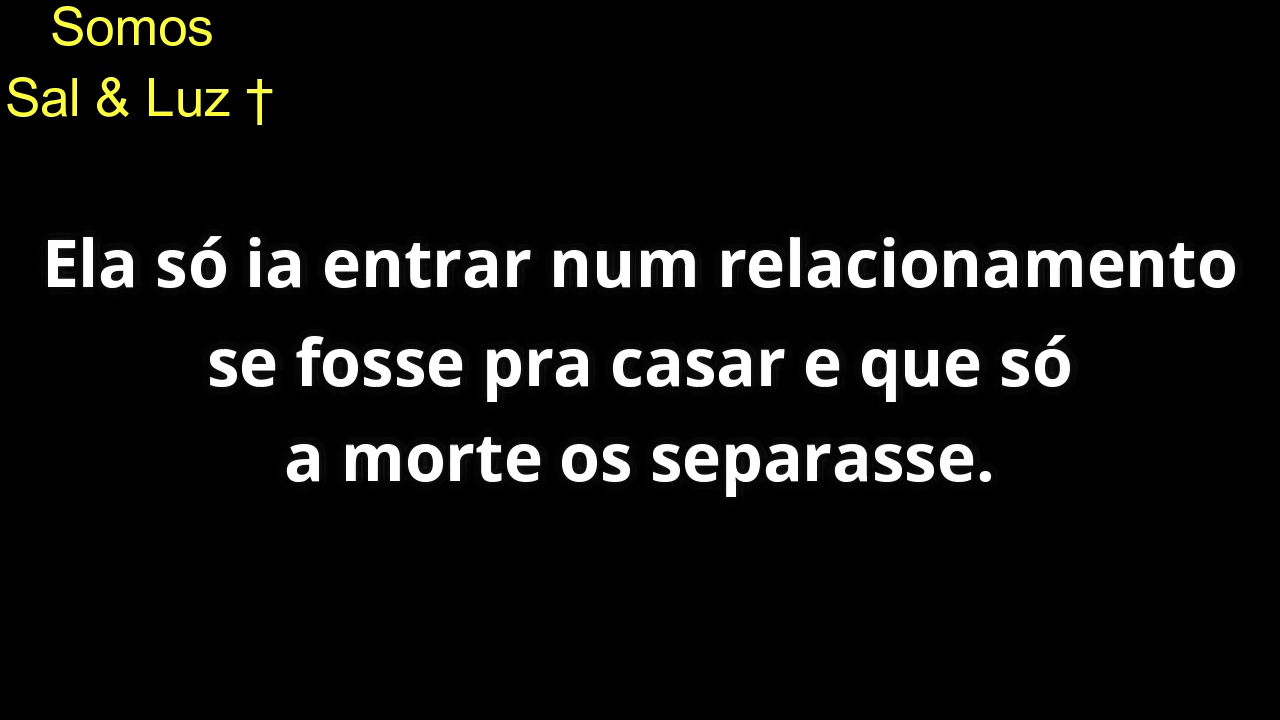 Somos
Sal & Luz †
Ela só ia entrar num relacionamento
se fosse pra casar e que só
a morte os separasse.